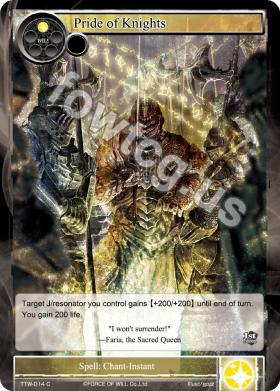 Pride of Knights
WILL
fowtcg.us
Target J/resonator you control gains [+200/+200] until end of turn.
You gain 200 life.
"I won't surrender!"
—Faria, the Sacred Queen
1st
Spell: Chant-Instant
TTW-014 C
©FORCE OF WILL Co.,Ltd.